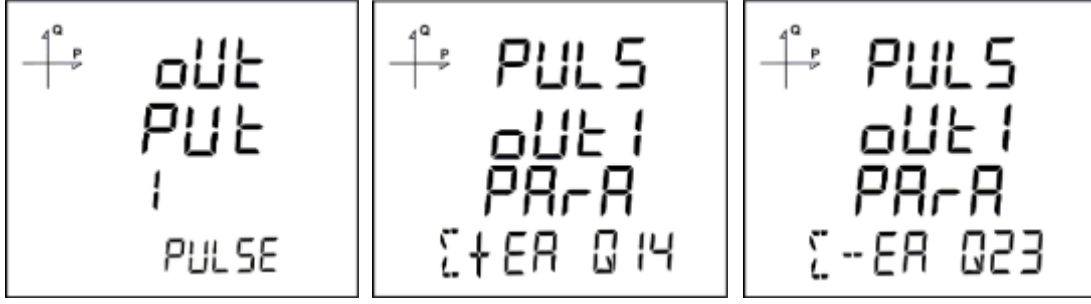 Q
P
oUt
PUt
1
PULSE
Q
P
PULS
oUt1
PArA
Σ+EA Q14
Q
P
PULS
oUt1
PArA
Σ--EA Q23